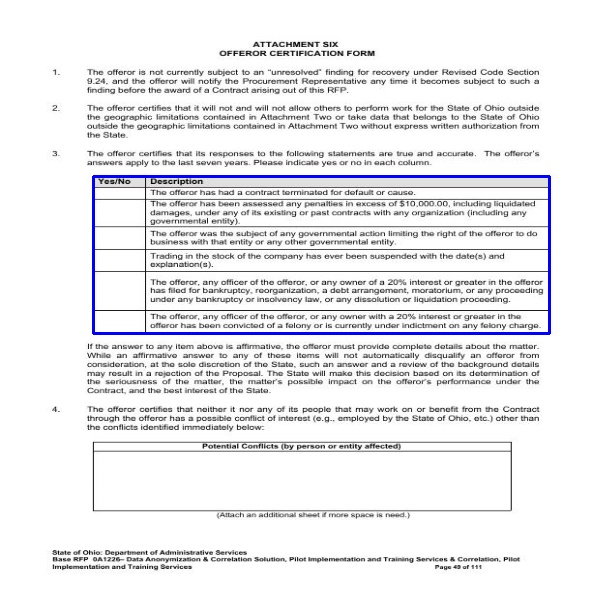 ATTACHMENT SIX
OFFEROR CERTIFICATION FORM
1. The offeror is not currently subject to an "unresolved" finding for recovery under Revised Code Section
9.24, and the offeror will notify the Procurement Representative any time it becomes subject to such a
finding before the award of a Contract arising out of this RFP.
2. The offeror certifies that it will not and will not allow others to perform work for the State of Ohio outside
the geographic limitations contained in Attachment Two or take data that belongs to the State of Ohio
outside the geographic limitations contained in Attachment Two without express written authorization from
the State.
3. The offeror certifies that its responses to the following statements are true and accurate. The offeror's
answers apply to the last seven years. Please indicate yes or no in each column.
Yes/No Description
The offeror has had a contract terminated for default or cause.
The offeror has been assessed any penalties in excess of $10,000.00, including liquidated
damages, under any of its existing or past contracts with any organization (including any
governmental entity).
The offeror was the subject of any governmental action limiting the right of the offeror to do
business with that entity or any other governmental entity.
Trading in the stock of the company has ever been suspended with the date(s) and
explanation(s).
The offeror, any officer of the offeror, or any owner of a 20% interest or greater in the offeror
has filed for bankruptcy, reorganization, a debt arrangement, moratorium, or any proceeding
under any bankruptcy or insolvency law, or any dissolution or liquidation proceeding.
The offeror, any officer of the offeror, or any owner with a 20% interest or greater in the
offeror has been convicted of a felony or is currently under indictment on any felony charge.
If the answer to any item above is affirmative, the offeror must provide complete details about the matter.
While an affirmative answer to any of these items will not automatically disqualify an offeror from
consideration, at the sole discretion of the State, such an answer and a review of the background details
may result in a rejection of the Proposal. The State will make this decision based on its determination of
the seriousness of the matter, the matter's possible impact on the offeror's performance under the
Contract, and the best interest of the State.
4. The offeror certifies that neither it nor any of its people that may work on or benefit from the Contract
through the offeror has a possible conflict of interest (e.g., employed by the State of Ohio, etc.) other than
the conflicts identified immediately below:
Potential Conflicts (by person or entity affected)
(Attach an additional sheet if more space is need.)
State of Ohio: Department of Administrative Services
Base RFP 0A1226– Data Anonymization & Correlation Solution, Pilot Implementation and Training Services & Correlation, Pilot
Implementation and Training Services Page 49 of 111